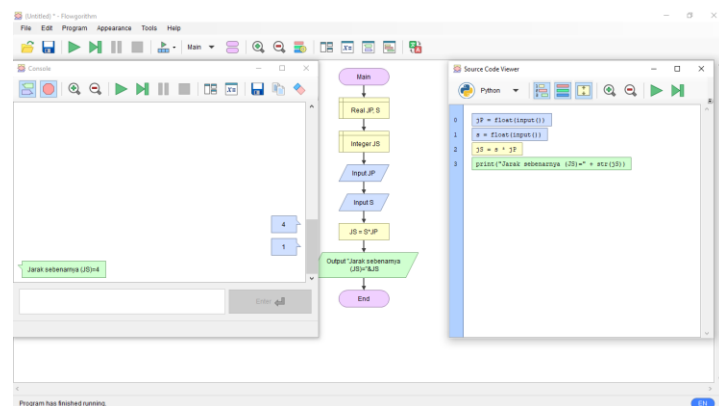 (Untitled) * - Flowgorithm
File Edit Program Appearance Tools Help
Main
Console
4
1
Jarak sebenarnya (JS)=4
Enter
Main
Real JP, S
Integer JS
Input JP
Input S
JS = S*JP
Output "Jarak sebenarnya
(JS)="&JS
End
Source Code Viewer
Python
0 jP = float(input())
1 s = float(input())
2 jS = s * jP
3 print("Jarak sebenarnya (JS)=" + str(jS))
Program has finished running.
EN